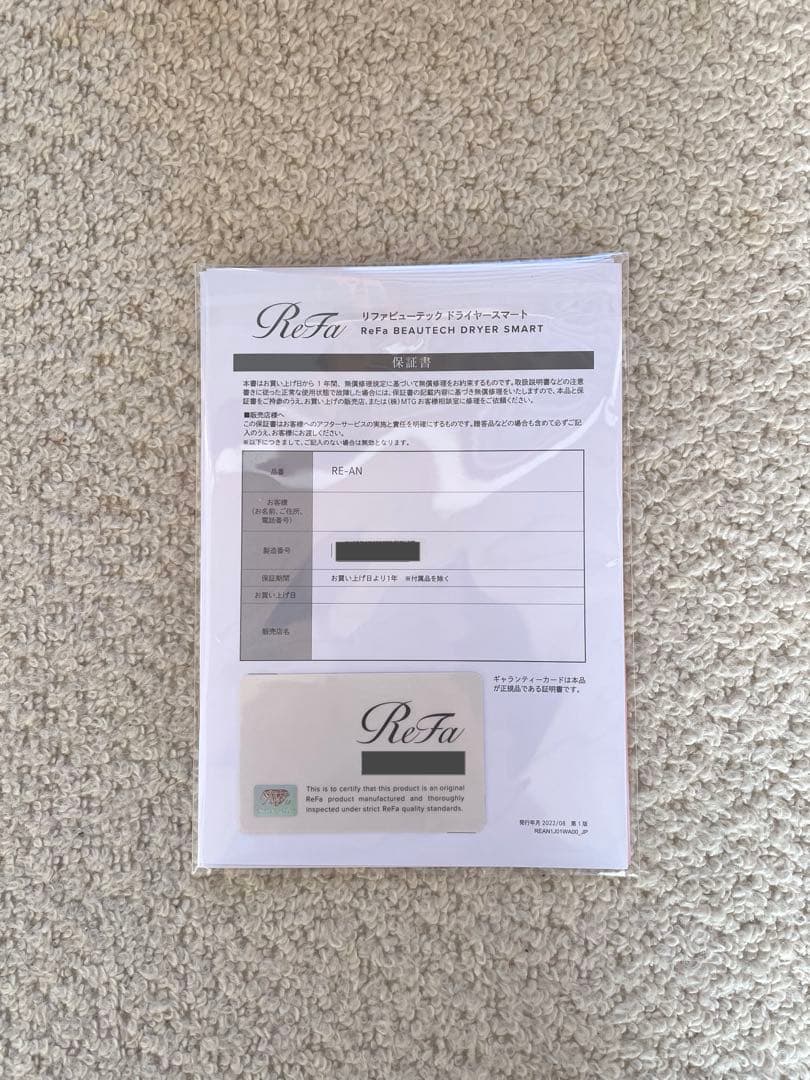 ReFa
リファビューテック ドライヤースマート
ReFa BEAUTECH DRYER SMART
保証書
本書はお買い上げ日から 1 年間、無償修理規定に基づいて無償修理をお約束するものです。取扱説明書などの注意
書きに従った正常な使用状態で故障した場合には、保証書の記載内容に基づき無償修理をいたしますので、本品と保
証書をご持参のうえ、お買い上げの販売店、または(株)MTGお客様相談室に修理をご依頼ください。
■販売店様へ
この保証書はお客様へのアフターサービスの実施と責任を明確にするものです。贈答品などの場合も含めて必ずご記
入のうえ、お客様にお渡しください。
※以下につきまして、ご記入のない場合は無効となります。
品番 RE-AN
お客様
(お名前、ご住所、
電話番号)
製造番号
保証期間 お買い上げ日より1年 ※付属品を除く
お買い上げ日
販売店名
ギャランティーカードは本品
が正規品である証明書です。
ReFa
This is to certify that this product is an original
ReFa product manufactured and thoroughly
inspected under strict ReFa quality standards.
発行年月 2022/08 第1版
REAN1J01WA00_JP